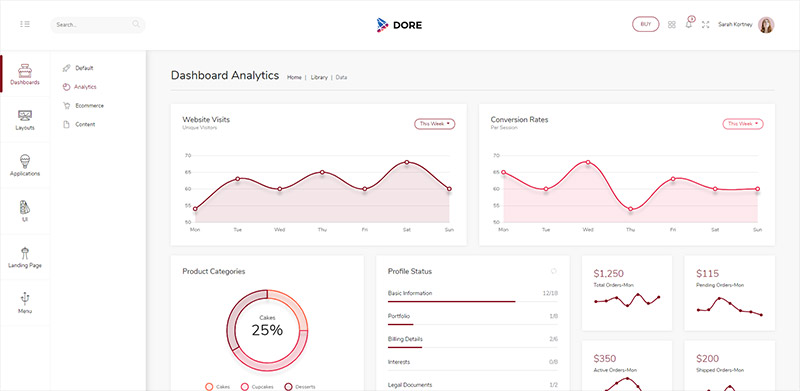 Search...
DORE
BUY
3
Sarah Kortney
Dashboards
Layouts
Applications
UI
Landing Page
Menu
Default
Analytics
Ecommerce
Content
Dashboard Analytics
Home | Library | Data
Website Visits
Unique Visitors
This Week
70
65
60
55
50
Mon Tue Wed Thu Fri Sat Sun
Conversion Rates
Per Session
This Week
70
65
60
55
50
Mon Tue Wed Thu Fri Sat Sun
Product Categories
Cakes
25%
Cakes Cupcakes Desserts
Profile Status
Basic Information 12/18
Portfolio 1/8
Billing Details 2/6
Interests 0/8
Legal Documents 1/2
$1,250
Total Orders-Mon
$115
Pending Orders-Mon
$350
Active Orders-Mon
$200
Shipped Orders-Mon